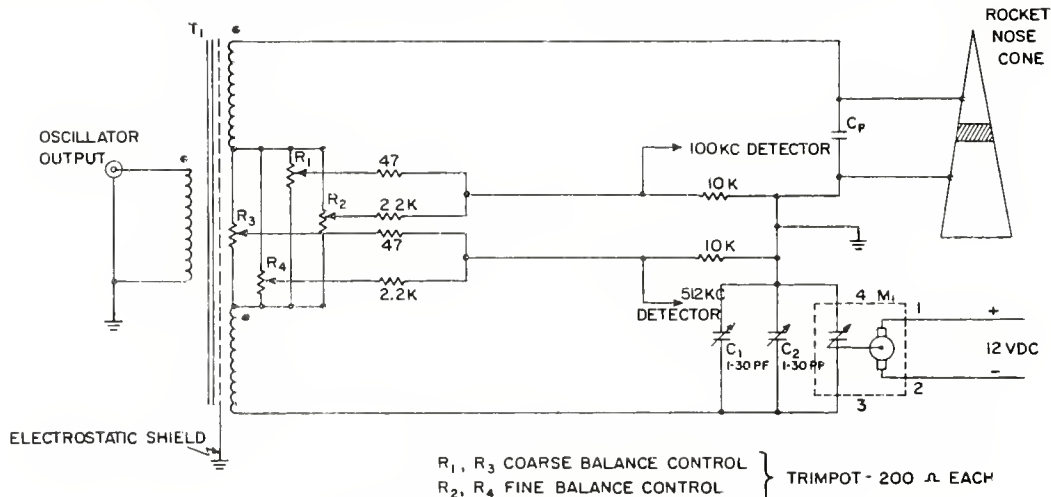 ROCKET
NOSE
CONE
T1
OSCILLATOR
OUTPUT
R1
47
100KC DETECTOR
CP
10K
R2
2.2K
R3
47
10K
R4
2.2K
512KC
DETECTOR
4 M1
1
+
C1
1-30 PF
C2
1-30 PF
12 VDC
-
2
3
ELECTROSTATIC SHIELD
R1, R3 COARSE BALANCE CONTROL
R2, R4 FINE BALANCE CONTROL
} TRIMPOT - 200 Ω EACH